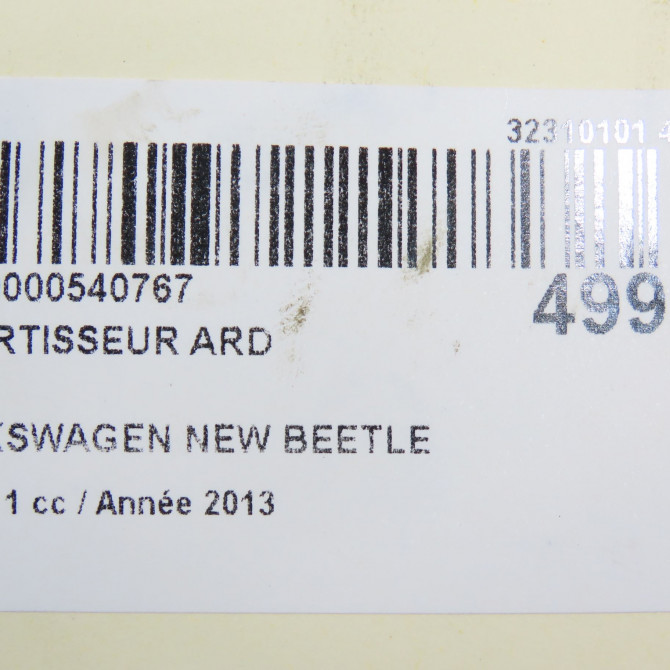 32310101 4
000540767
499
RTISSEUR ARD
KSWAGEN NEW BEETLE
1 cc / Année 2013